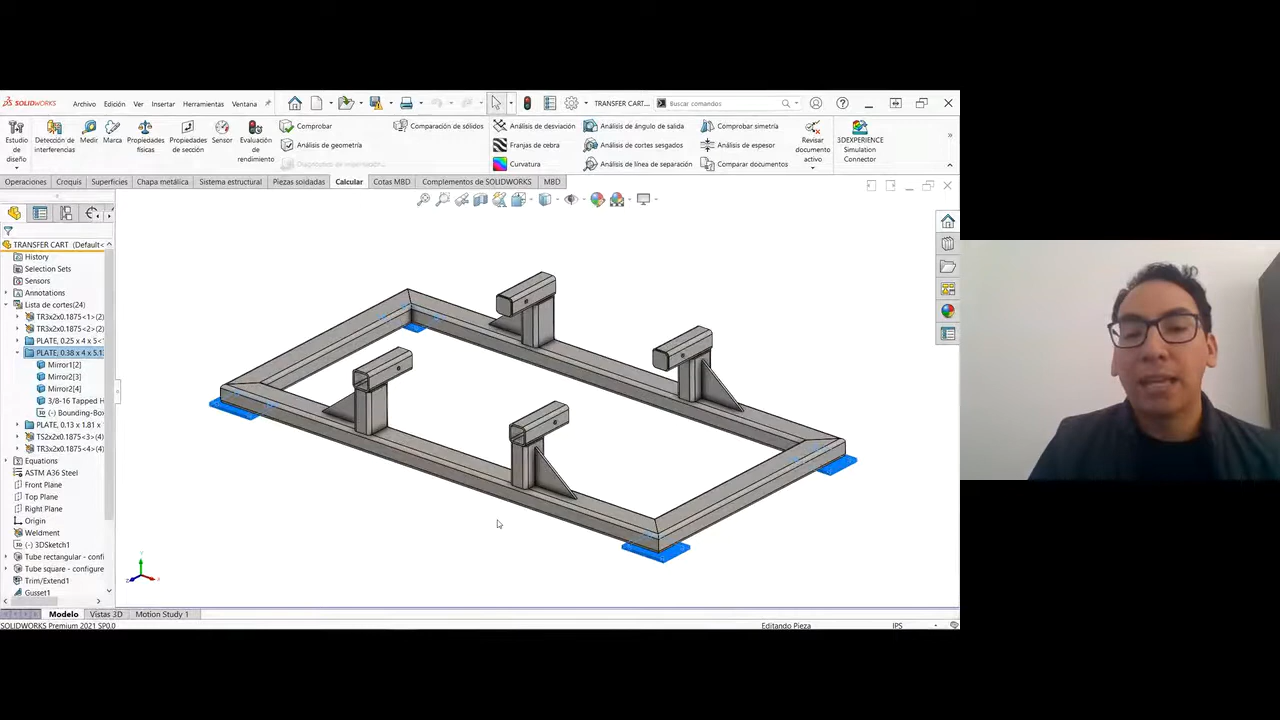 SOLIDWORKS Archivo Edición Ver Insertar Herramientas Ventana TRANSFER CART... Buscar comandos
Estudio de diseño
Detección de interferencias
Medir
Marca
Propiedades físicas
Propiedades de sección
Sensor
Evaluación de rendimiento
Comprobar
Análisis de geometría
Comparación de sólidos
Análisis de desviación
Franjas de cebra
Curvatura
Análisis de ángulo de salida
Análisis de cortes sesgados
Análisis de línea de separación
Comprobar simetría
Análisis de espesor
Comparar documentos
Revisar documento activo
3DEXPERIENCE Simulation Connector
Operaciones Croquis Superficies Chapa metálica Sistema estructural Piezas soldadas Calcular Cotas MBD Complementos de SOLIDWORKS MBD
TRANSFER CART (Default<
History
Selection Sets
Sensors
Annotations
Lista de cortes(24)
TR3x2x0.1875<1>(2)
TR3x2x0.1875<2>(2)
PLATE, 0.25 x 4 x 5<
PLATE, 0.38 x 4 x 5.1
Mirror1[2]
Mirror2[3]
Mirror2[4]
3/8-16 Tapped H
(-) Bounding-Box
PLATE, 0.13 x 1.81 x
TS2x2x0.1875<3>(4)
TR3x2x0.1875<4>(4)
Equations
ASTM A36 Steel
Front Plane
Top Plane
Right Plane
Origin
Weldment
(-) 3DSketch1
Tube rectangular - confi
Tube square - configure
Trim/Extend1
Gusset1
Modelo Vistas 3D Motion Study 1
SOLIDWORKS Premium 2021 SP0.0 Editando Pieza IPS